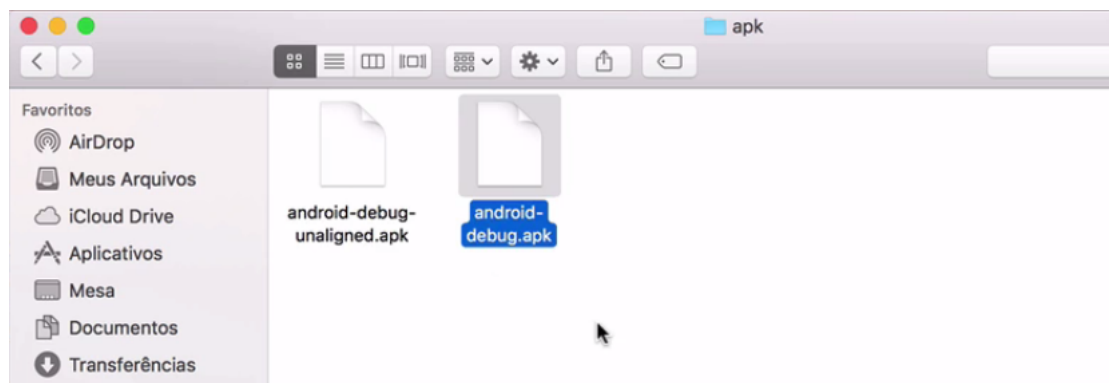 apk
Favoritos
AirDrop
Meus Arquivos
iCloud Drive
Aplicativos
Mesa
Documentos
Transferências
android-debug-
unaligned.apk
android-
debug.apk